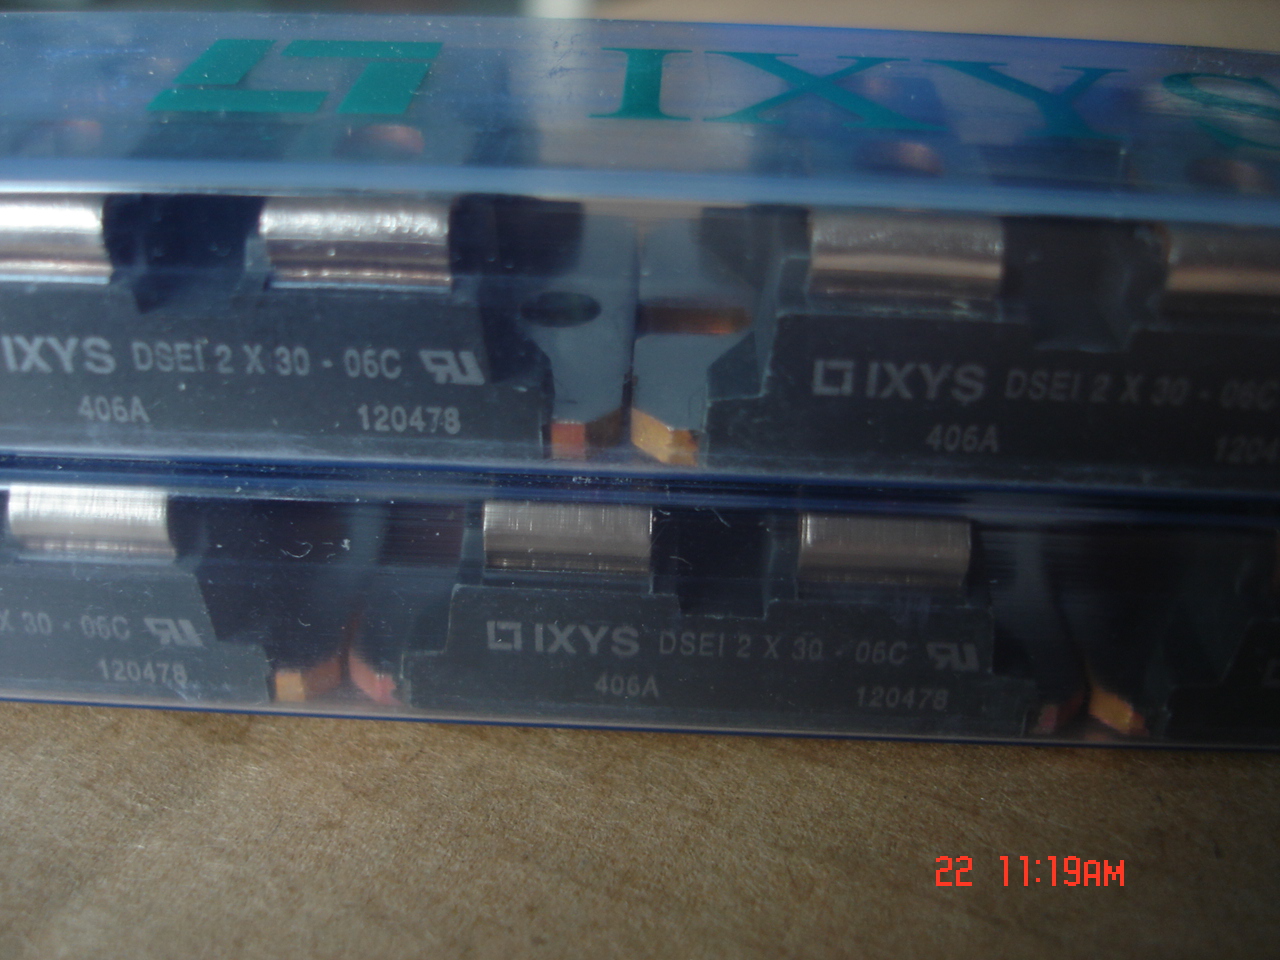 IXYS
IXYS DSEI 2 X 30 - 06C
406A 120478
IXYS DSEI 2 X 30 - 06C
406A 1204
X 30 - 06C
120478
IXYS DSEI 2 X 30 - 06C
406A 120478
22 11:19AM